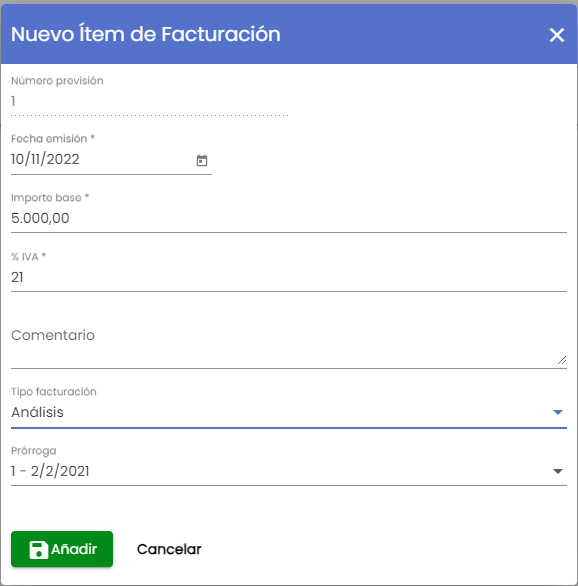 Nuevo Ítem de Facturación
Número previsión
1
Fecha emisión *
10/11/2022
Importe base *
5.000,00
% IVA *
21
Comentario
Tipo facturación
Análisis
Prórroga
1 - 2/2/2021
Añadir Cancelar